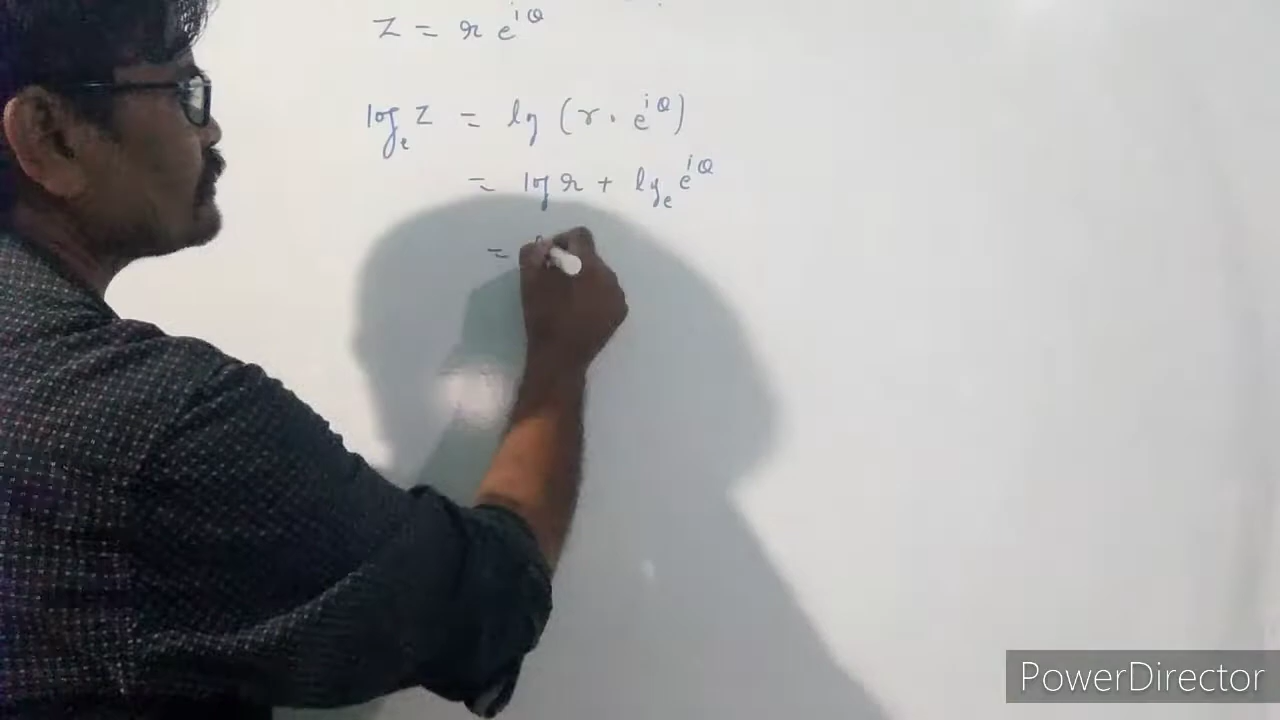 z = r e^{iθ}
log_e z = log (r . e^{iθ})
= log r + log_e e^{iθ}
=
PowerDirector